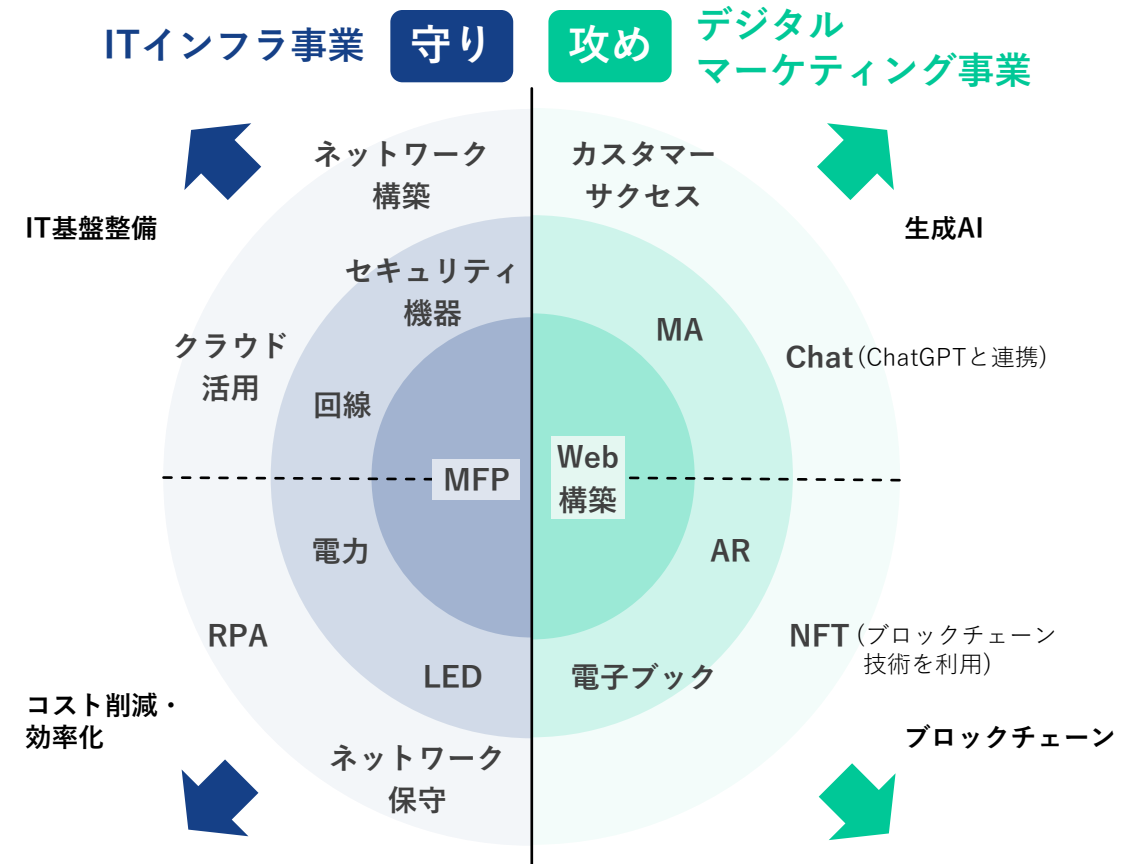 ITインフラ事業
守り
攻め
デジタル
マーケティング事業
ネットワーク
構築
カスタマー
サクセス
IT基盤整備
生成AI
セキュリティ
機器
MA
クラウド
活用
Chat(ChatGPTと連携)
回線
MFP
Web
構築
電力
AR
RPA
NFT(ブロックチェーン
技術を利用)
LED
電子ブック
コスト削減・
効率化
ブロックチェーン
ネットワーク
保守